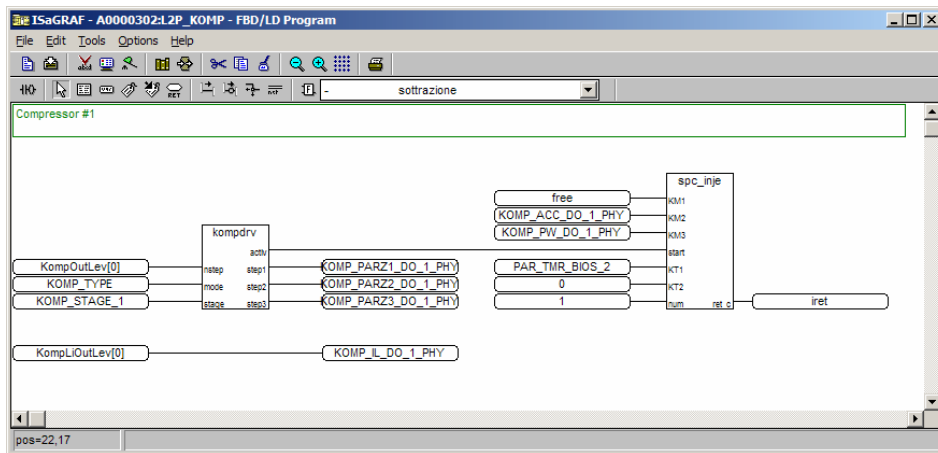 ISaGRAF - A0000302:L2P_KOMP - FBD/LD Program
File Edit Tools Options Help
- sottrazione
Compressor #1
spc_inje
free
KM1
KOMP_ACC_DO_1_PHY
KM2
kompdrv
KOMP_PW_DO_1_PHY
KM3
activ
start
KompOutLev[0]
nstep step1
KOMP_PARZ1_DO_1_PHY
PAR_TMR_BIOS_2
KT1
KOMP_TYPE
mode step2
KOMP_PARZ2_DO_1_PHY
0
KT2
KOMP_STAGE_1
stage step3
KOMP_PARZ3_DO_1_PHY
1
num ret_c
iret
KompLiOutLev[0]
KOMP_IL_DO_1_PHY
pos=22,17